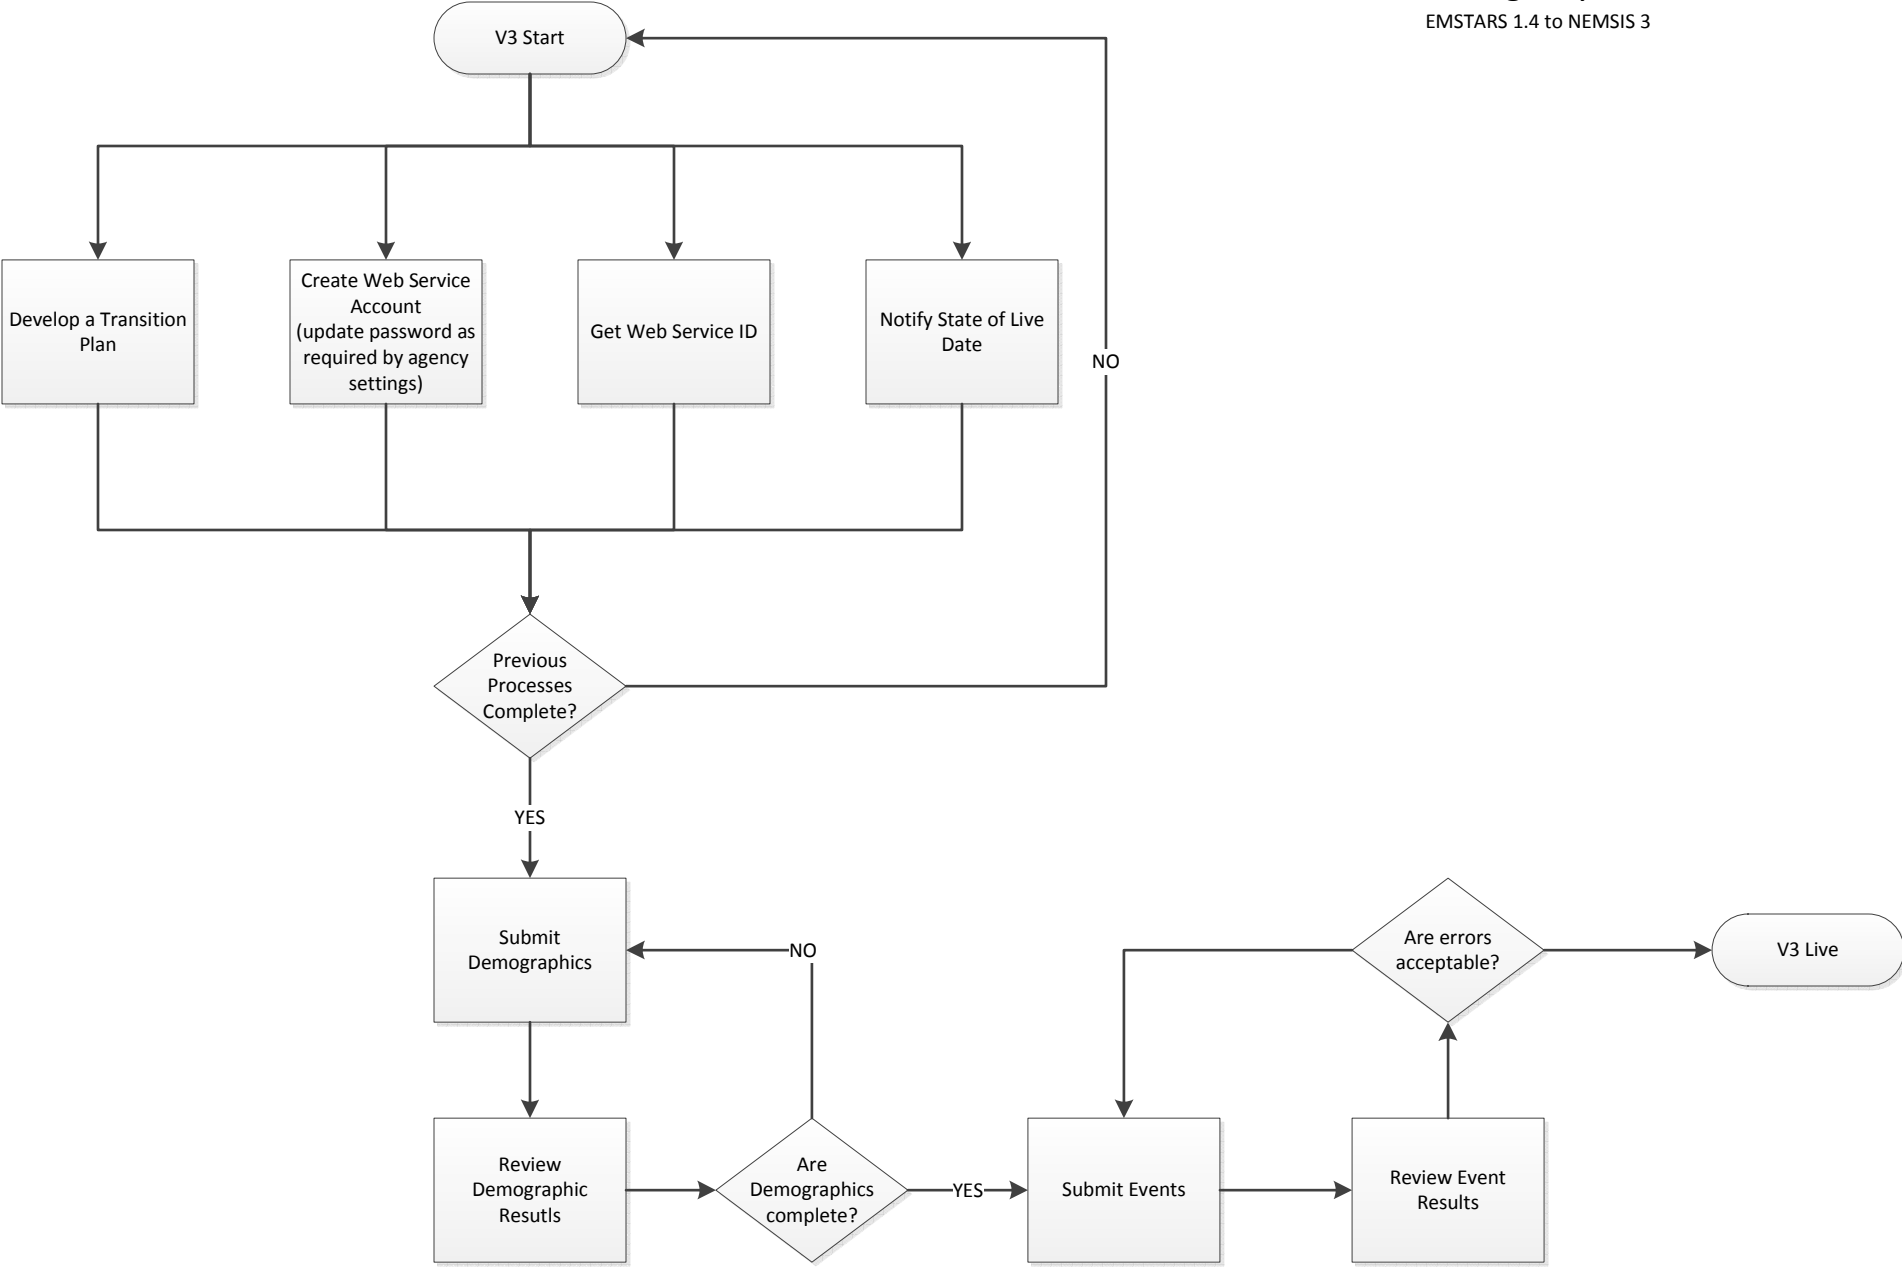 EMSTARS 1.4 to NEMSIS 3
V3 Start
Develop a Transition
Plan
Create Web Service
Account
(update password as
required by agency
settings)
Get Web Service ID
Notify State of Live
Date
NO
Previous
Processes
Complete?
YES
Submit
Demographics
NO
Are errors
acceptable?
V3 Live
Review
Demographic
Resutls
Are
Demographics
complete?
YES
Submit Events
Review Event
Results